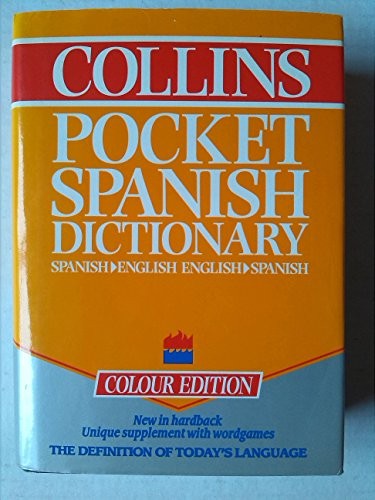 COLLINS
POCKET
SPANISH
DICTIONARY
SPANISH▶ENGLISH ENGLISH▶SPANISH
COLOUR EDITION
New in hardback
Unique supplement with wordgames
THE DEFINITION OF TODAY'S LANGUAGE